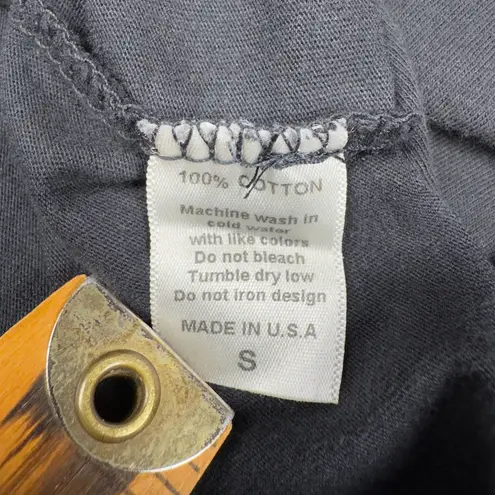 100% COTTON
Machine wash in
cold water
with like colors
Do not bleach
Tumble dry low
Do not iron design
MADE IN U.S.A
S